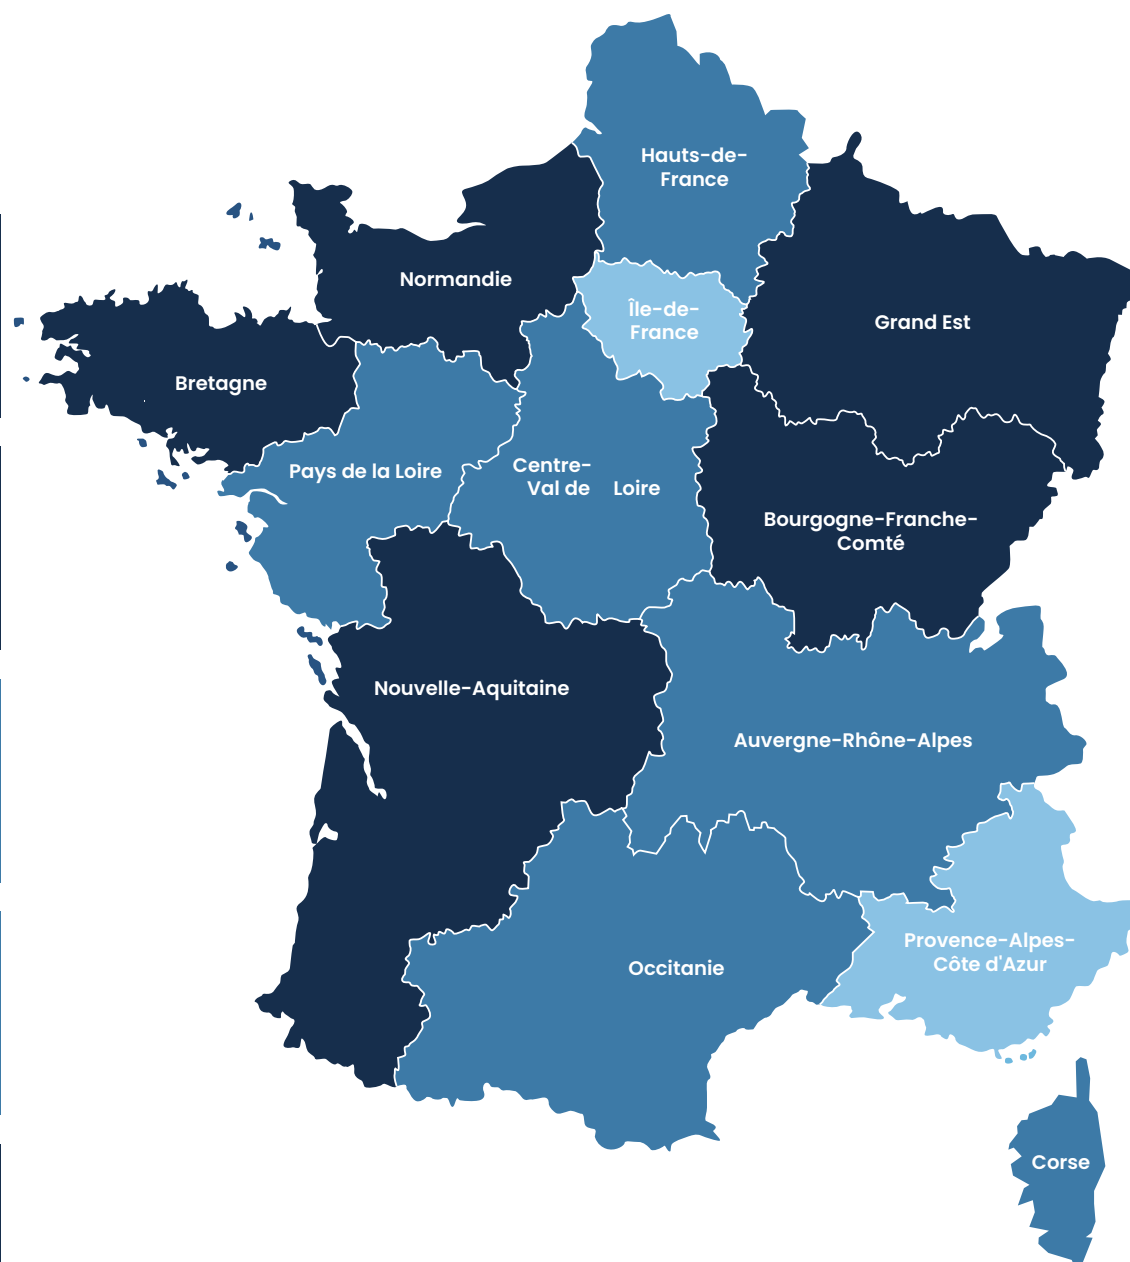 Hauts-de-
France
Normandie
Île-de-
France
Grand Est
Bretagne
Pays de la Loire
Centre-
Val de Loire
Bourgogne-Franche-
Comté
Nouvelle-Aquitaine
Auvergne-Rhône-Alpes
Provence-Alpes-
Côte d'Azur
Occitanie
Corse